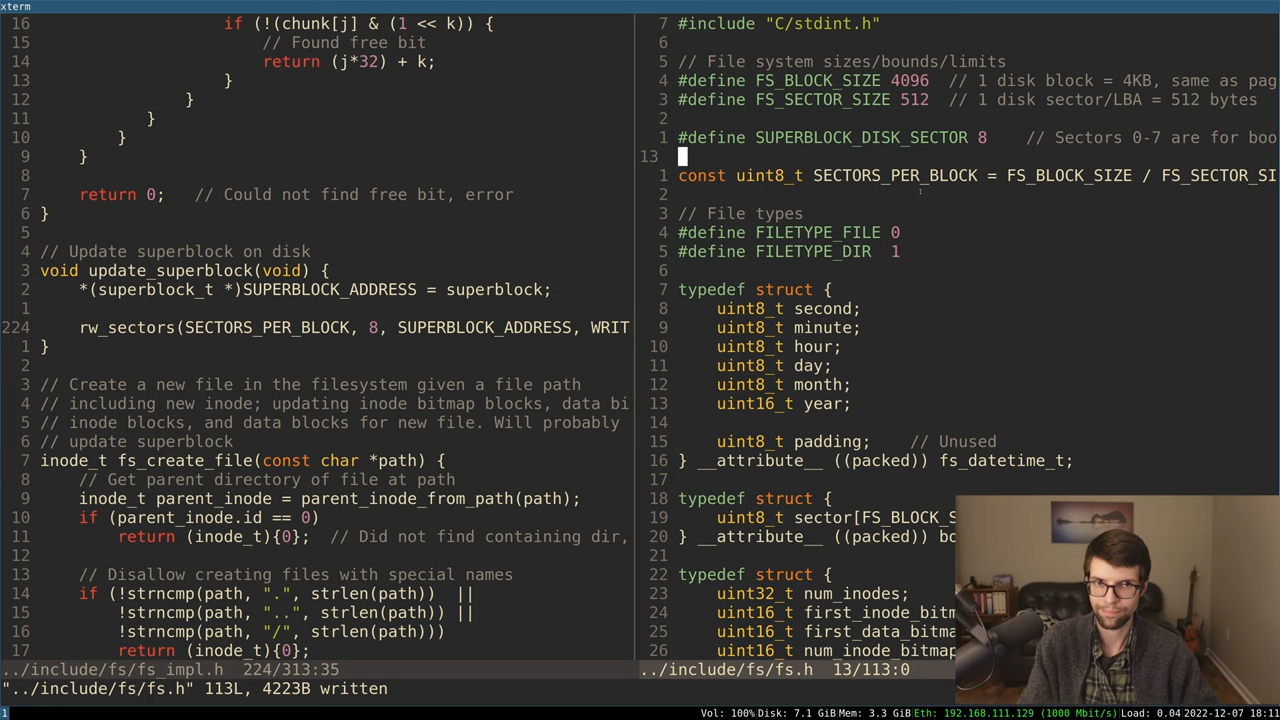 xterm
16                     if (!(chunk[j] & (1 << k)) {
15                         // Found free bit
14                         return (j*32) + k;
13                     }
12                 }
11             }
10         }
9     }
8
7     return 0;   // Could not find free bit, error
6 }
5
4 // Update superblock on disk
3 void update_superblock(void) {
2     *(superblock_t *)SUPERBLOCK_ADDRESS = superblock;
1
224     rw_sectors(SECTORS_PER_BLOCK, 8, SUPERBLOCK_ADDRESS, WRIT
1 }
2
3 // Create a new file in the filesystem given a file path
4 // including new inode; updating inode bitmap blocks, data bi
5 // inode blocks, and data blocks for new file. Will probably
6 // update superblock
7 inode_t fs_create_file(const char *path) {
8     // Get parent directory of file at path
9     inode_t parent_inode = parent_inode_from_path(path);
10     if (parent_inode.id == 0)
11         return (inode_t){0};  // Did not find containing dir,
12
13     // Disallow creating files with special names
14     if (!strncmp(path, ".", strlen(path))  ||
15         !strncmp(path, "..", strlen(path)) ||
16         !strncmp(path, "/", strlen(path)))
17         return (inode_t){0};
../include/fs/fs_impl.h  224/313:35
"../include/fs/fs.h" 113L, 4223B written
7 #include "C/stdint.h"
6
5 // File system sizes/bounds/limits
4 #define FS_BLOCK_SIZE 4096  // 1 disk block = 4KB, same as pag
3 #define FS_SECTOR_SIZE 512  // 1 disk sector/LBA = 512 bytes
2
1 #define SUPERBLOCK_DISK_SECTOR 8    // Sectors 0-7 are for boo
13
1 const uint8_t SECTORS_PER_BLOCK = FS_BLOCK_SIZE / FS_SECTOR_SI
2
3 // File types
4 #define FILETYPE_FILE 0
5 #define FILETYPE_DIR  1
6
7 typedef struct {
8     uint8_t second;
9     uint8_t minute;
10     uint8_t hour;
11     uint8_t day;
12     uint8_t month;
13     uint16_t year;
14
15     uint8_t padding;    // Unused
16 } __attribute__ ((packed)) fs_datetime_t;
17
18 typedef struct {
19     uint8_t sector[FS_BLOCK_S
20 } __attribute__ ((packed)) bo
21
22 typedef struct {
23     uint32_t num_inodes;
24     uint16_t first_inode_bitm
25     uint16_t first_data_bitma
26     uint16_t num_inode_bitmap
../include/fs/fs.h  13/113:0
1 Vol: 100% Disk: 7.1 GiB Mem: 3.3 GiB Eth: 192.168.111.129 (1000 Mbit/s) Load: 0.04 2022-12-07 18:11